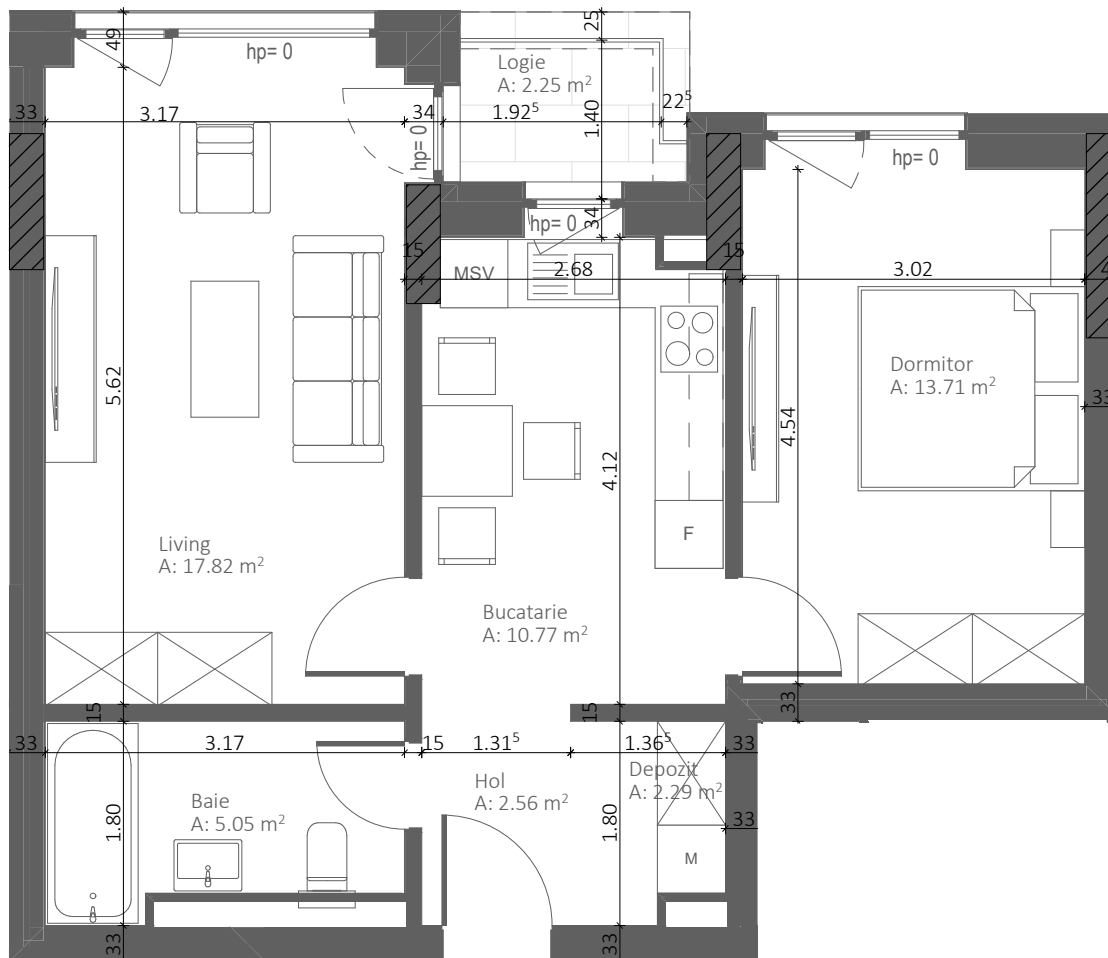 25
49
hp= 0
Logie
A: 2.25 m²
33
3.17
34
1.92⁵
22⁵
1.40
hp= 0
hp= 0
34
hp= 0
15
MSV
2.68
15
3.02
5.62
Dormitor
A: 13.71 m²
33
4.54
4.12
Living
A: 17.82 m²
F
Bucatarie
A: 10.77 m²
15
15
33
33
3.17
15
1.31⁵
1.36⁵
33
Hol
A: 2.56 m²
Depozit
A: 2.29 m²
Baie
A: 5.05 m²
1.80
1.80
33
M
33
33